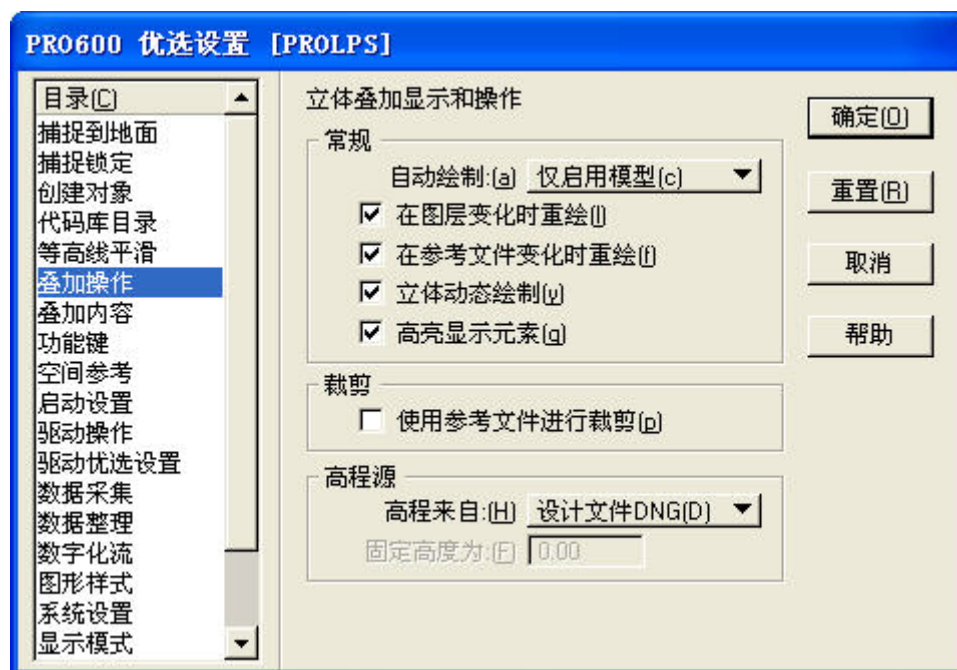 PRO600 优选设置 [PROLPS]
目录(C)
捕捉到地面
捕捉锁定
创建对象
代码库目录
等高线平滑
叠加操作
叠加内容
功能键
空间参考
启动设置
驱动操作
驱动优选设置
数据采集
数据整理
数字化流
图形样式
系统设置
显示模式
立体叠加显示和操作
常规
自动绘制:(a) 仅启用模型(c)
在图层变化时重绘(l)
在参考文件变化时重绘(f)
立体动态绘制(y)
高亮显示元素(g)
裁剪
使用参考文件进行裁剪(p)
高程源
高程来自:(H) 设计文件DNG(D)
固定高度为:(F) 0.00
确定(O)
重置(R)
取消
帮助